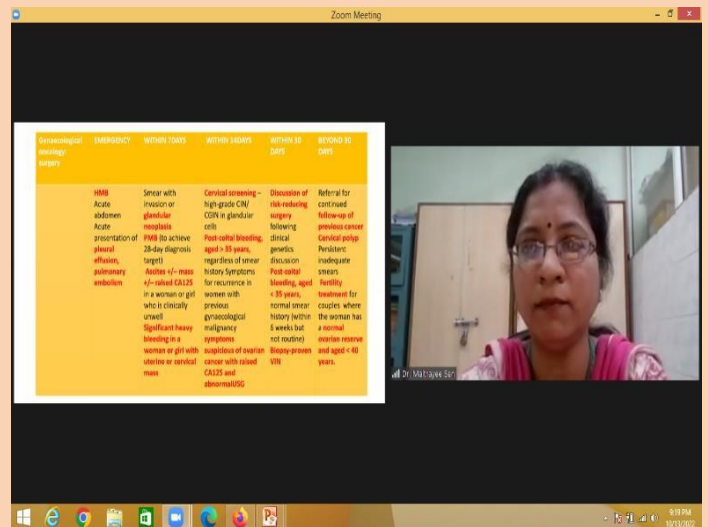 Zoom Meeting
Gynaecological oncology: surgery
EMERGENCY
WITHIN 7DAYS
WITHIN 14DAYS
WITHIN 30 DAYS
BEYOND 30 DAYS
HMB
Acute
abdomen
Acute
presentation of
pleural
effusion,
pulmonary
embolism
Smear with
invasion or
glandular
neoplasis
PMB (to achieve
28-day diagnosis
target)
Ascites +/– mass
+/– raised CA125
in a woman or girl
who is clinically
unwell
Significant heavy
bleeding in a
woman or girl with
uterine or cervical
mass
Cervical screening –
high-grade CIN/
CGIN in glandular
cells
Post-coital bleeding,
aged > 35 years,
regardless of smear
history Symptoms
for recurrence in
women with
previous
gynaecological
malignancy
symptoms
suspicious of ovarian
cancer with raised
CA125 and
abnormalUSG
Discussion of
risk-reducing
surgery
following
clinical
genetics
discussion
Post-coital
bleeding, aged
< 35 years,
normal smear
history (within
6 weeks but
not routine)
Biopsy-proven
VIN
Referral for
continued
follow-up of
previous cancer
Cervical polyp
Persistent
inadequate
smears
Fertility
treatment for
couples where
the woman has
a normal
ovarian reserve
and aged < 40
years.
Dr. Maitrayee Sen
9:19 PM
10/13/2022